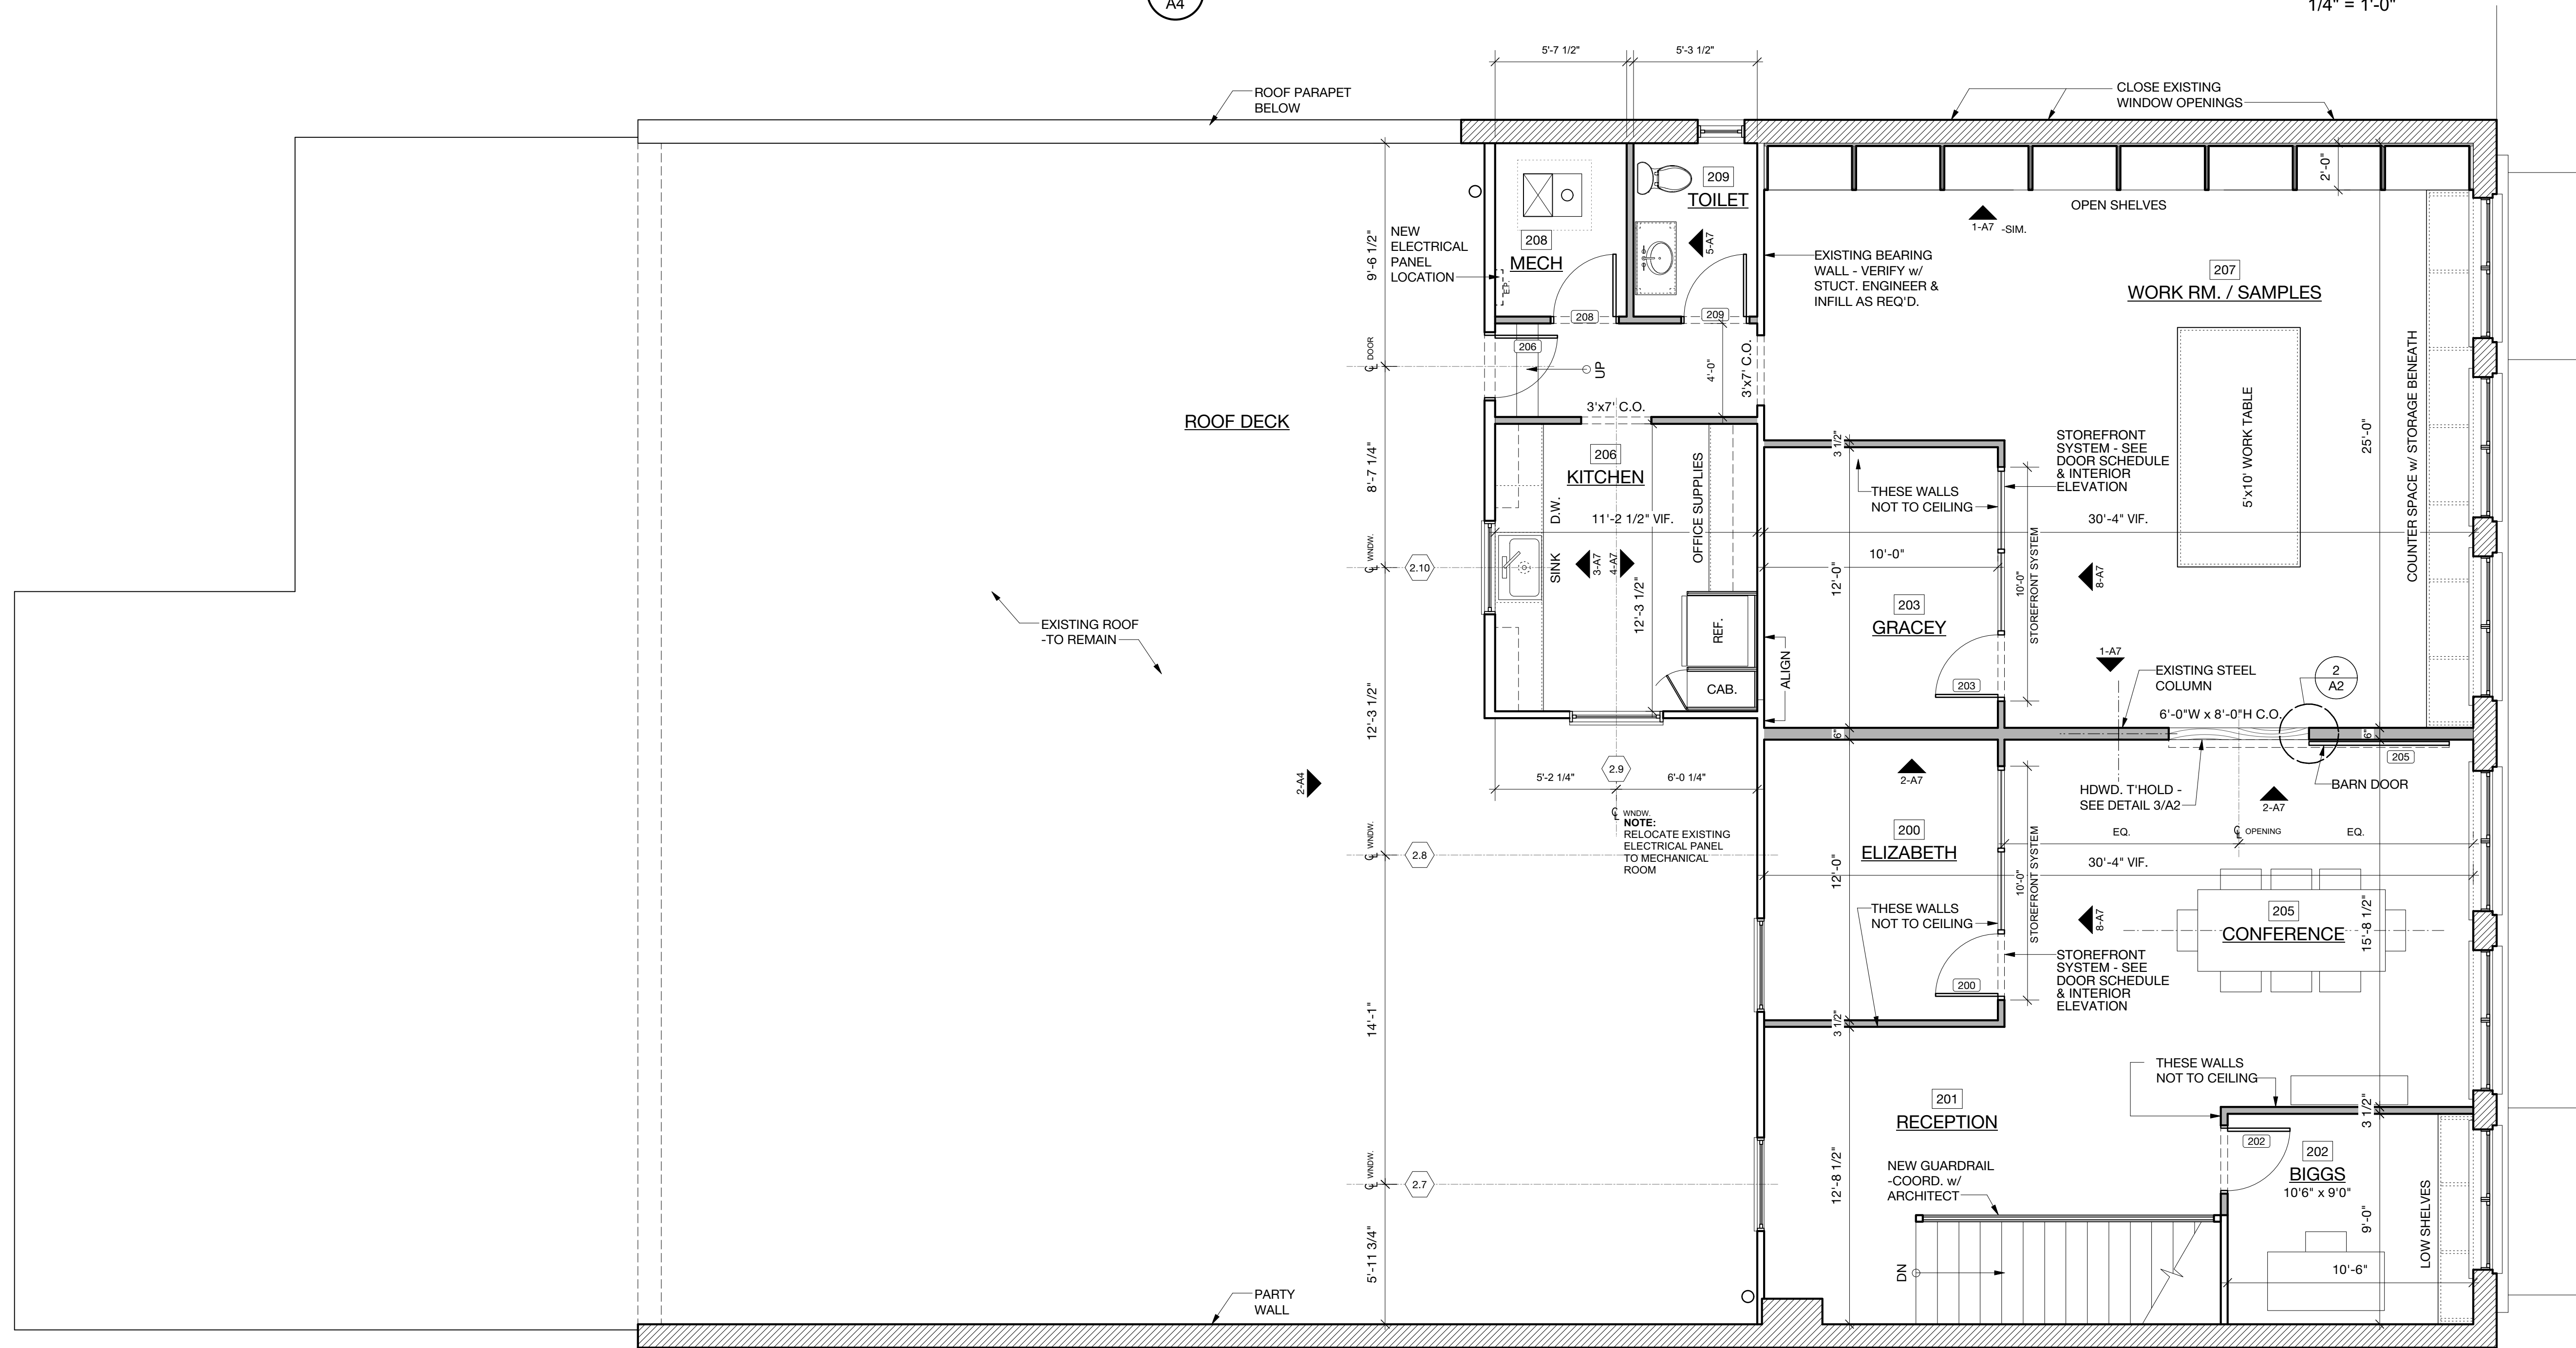 A4
1/4" = 1'-0"
5'-7 1/2"
5'-3 1/2"
ROOF PARAPET
BELOW
CLOSE EXISTING
WINDOW OPENINGS
2'-0"
209
TOILET
OPEN SHELVES
1-A7
-SIM.
NEW
ELECTRICAL
PANEL
LOCATION
208
MECH
E.P.
5-A7
EXISTING BEARING
WALL - VERIFY w/
STUCT. ENGINEER &
INFILL AS REQ'D.
207
WORK RM. / SAMPLES
9'-6 1/2"
208
209
206
℄ DOOR
UP
4'-0"
3'x7' C.O.
3'x7' C.O.
ROOF DECK
5'x10' WORK TABLE
COUNTER SPACE w/ STORAGE BENEATH
25'-0"
8'-7 1/4"
206
KITCHEN
OFFICE SUPPLIES
3 1/2"
STOREFRONT
SYSTEM - SEE
DOOR SCHEDULE
& INTERIOR
ELEVATION
THESE WALLS
NOT TO CEILING
D.W.
11'-2 1/2" VIF.
30'-4" VIF.
℄ WNDW.
2.10
SINK
3-A7
4-A7
10'-0"
12'-0"
10'-0"
STOREFRONT SYSTEM
8-A7
12'-3 1/2"
203
GRACEY
EXISTING ROOF
-TO REMAIN
REF.
ALIGN
CAB.
203
1-A7
EXISTING STEEL
COLUMN
2
A2
12'-3 1/2"
6'-0"W x 8'-0"H C.O.
6"
6"
205
BARN DOOR
2-A4
5'-2 1/4"
2.9
6'-0 1/4"
2-A7
HDWD. T'HOLD -
SEE DETAIL 3/A2
2-A7
℄ WNDW.
NOTE:
RELOCATE EXISTING
ELECTRICAL PANEL
TO MECHANICAL
ROOM
200
ELIZABETH
EQ.
℄ OPENING
EQ.
℄ WNDW.
2.8
12'-0"
10'-0"
STOREFRONT SYSTEM
30'-4" VIF.
THESE WALLS
NOT TO CEILING
8-A7
205
CONFERENCE
15'-8 1/2"
STOREFRONT
SYSTEM - SEE
DOOR SCHEDULE
& INTERIOR
ELEVATION
200
14'-1"
3 1/2"
THESE WALLS
NOT TO CEILING
201
RECEPTION
3 1/2"
202
202
BIGGS
10'6" x 9'0"
℄ WNDW.
2.7
12'-8 1/2"
NEW GUARDRAIL
-COORD. w/
ARCHITECT
9'-0"
LOW SHELVES
5'-11 3/4"
DN
10'-6"
PARTY
WALL